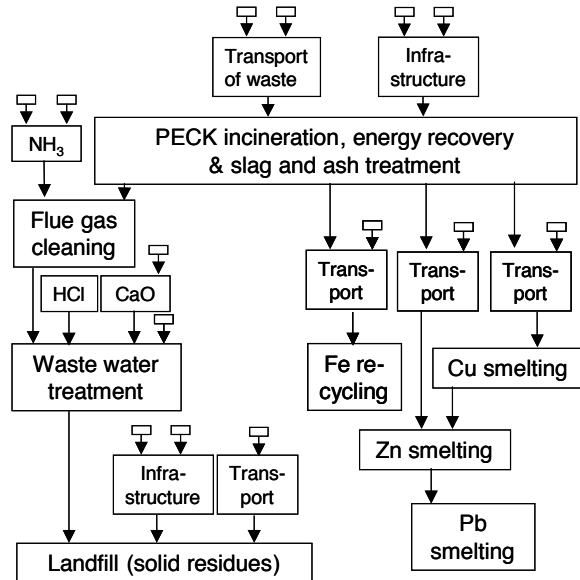 Transport
of waste
Infra-
structure
PECK incineration, energy recovery
& slag and ash treatment
NH₃
Flue gas
cleaning
HCl
CaO
Waste water
treatment
Trans-
port
Trans-
port
Trans-
port
Fe re-
cycling
Cu smelting
Zn smelting
Pb
smelting
Infra-
structure
Trans-
port
Landfill (solid residues)